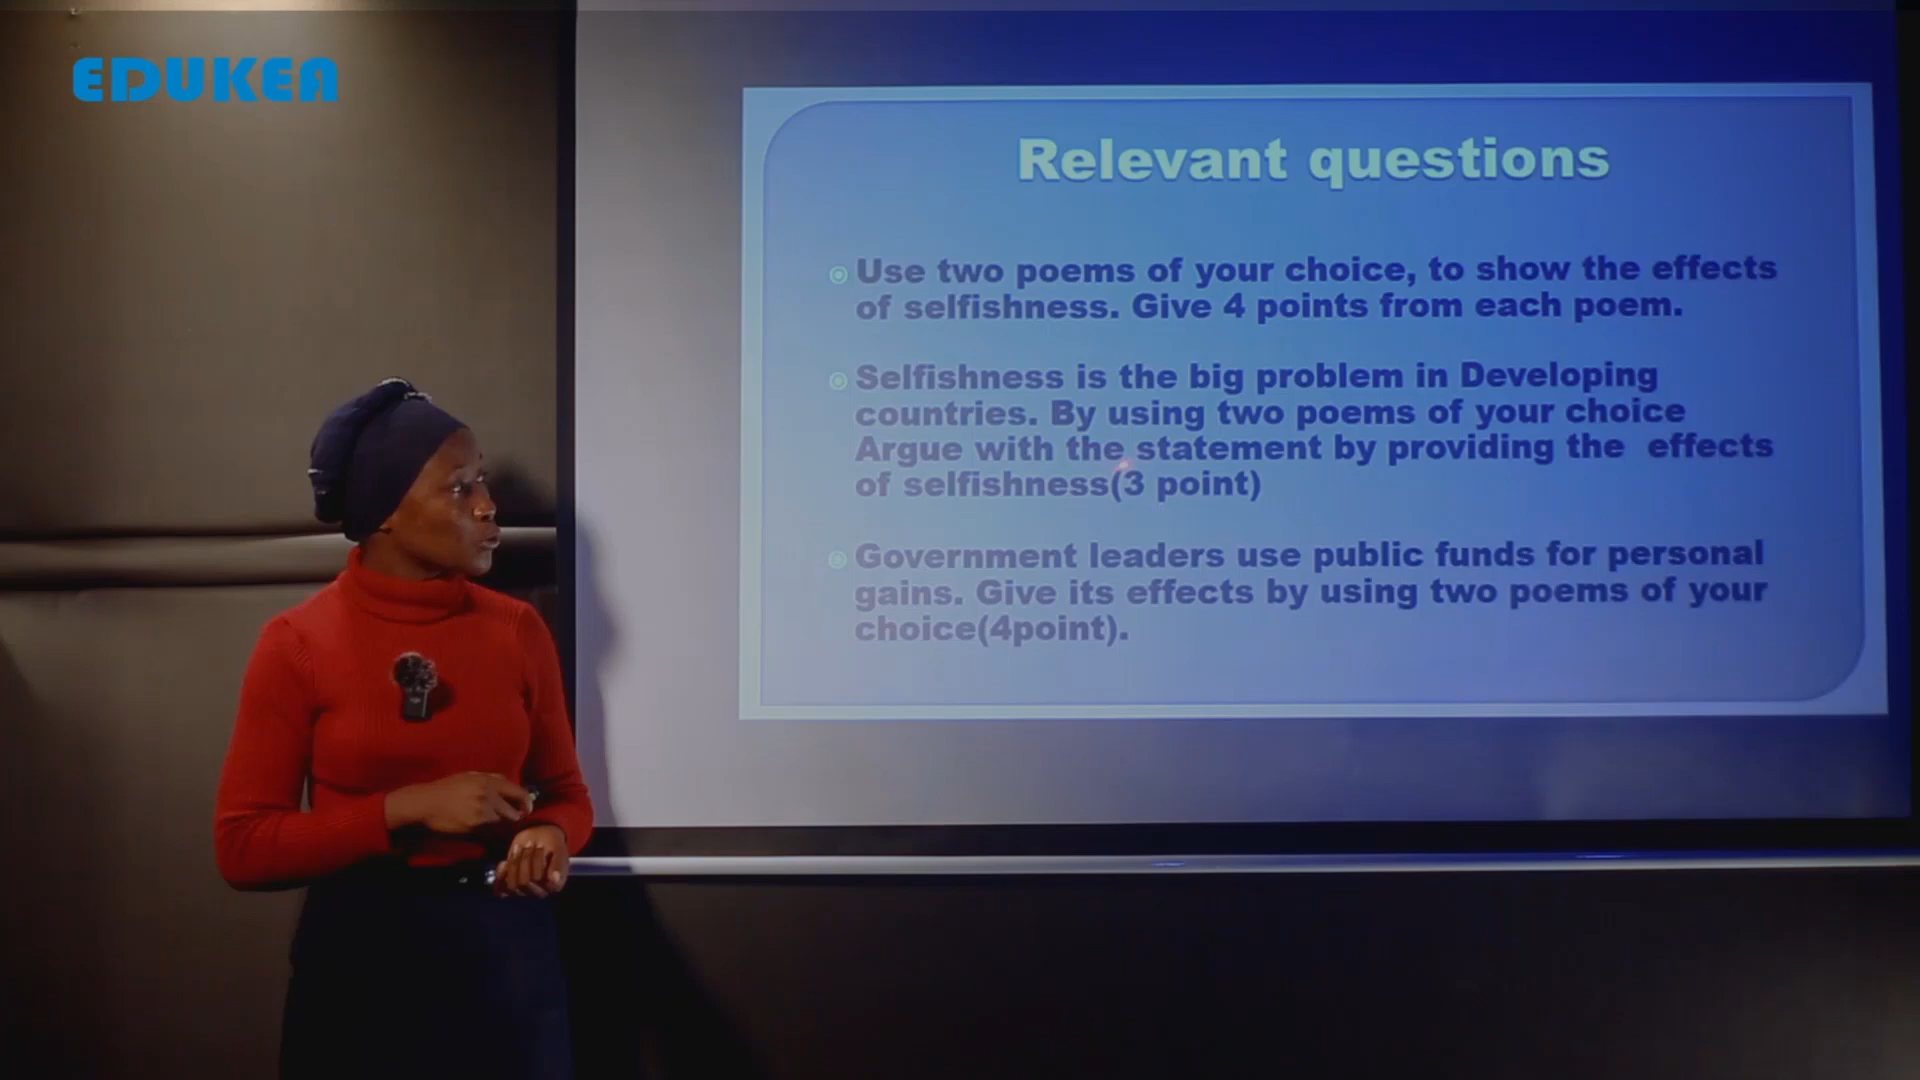 EDUKEA
Relevant questions
Use two poems of your choice, to show the effects
of selfishness. Give 4 points from each poem.
Selfishness is the big problem in Developing
countries. By using two poems of your choice
Argue with the statement by providing the effects
of selfishness(3 point)
Government leaders use public funds for personal
gains. Give its effects by using two poems of your
choice(4point).